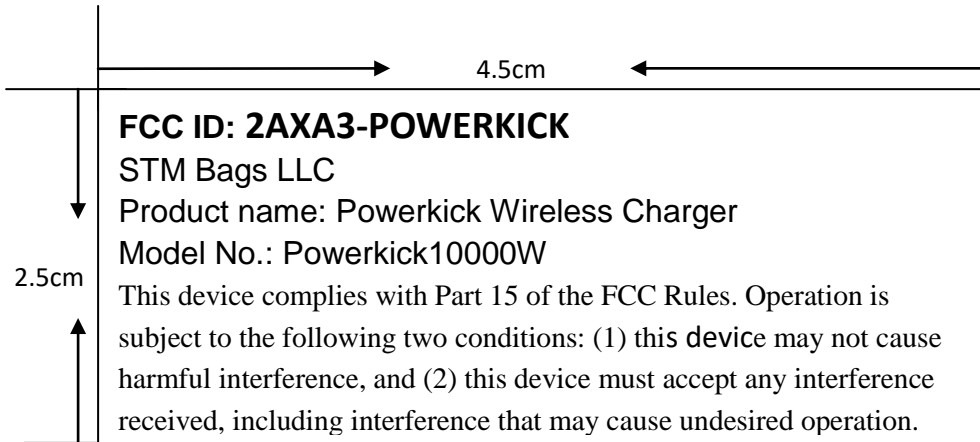 4.5cm
FCC ID: 2AXA3-POWERKICK
STM Bags LLC
Product name: Powerkick Wireless Charger
Model No.: Powerkick10000W
2.5cm
This device complies with Part 15 of the FCC Rules. Operation is
subject to the following two conditions: (1) this device may not cause
harmful interference, and (2) this device must accept any interference
received, including interference that may cause undesired operation.